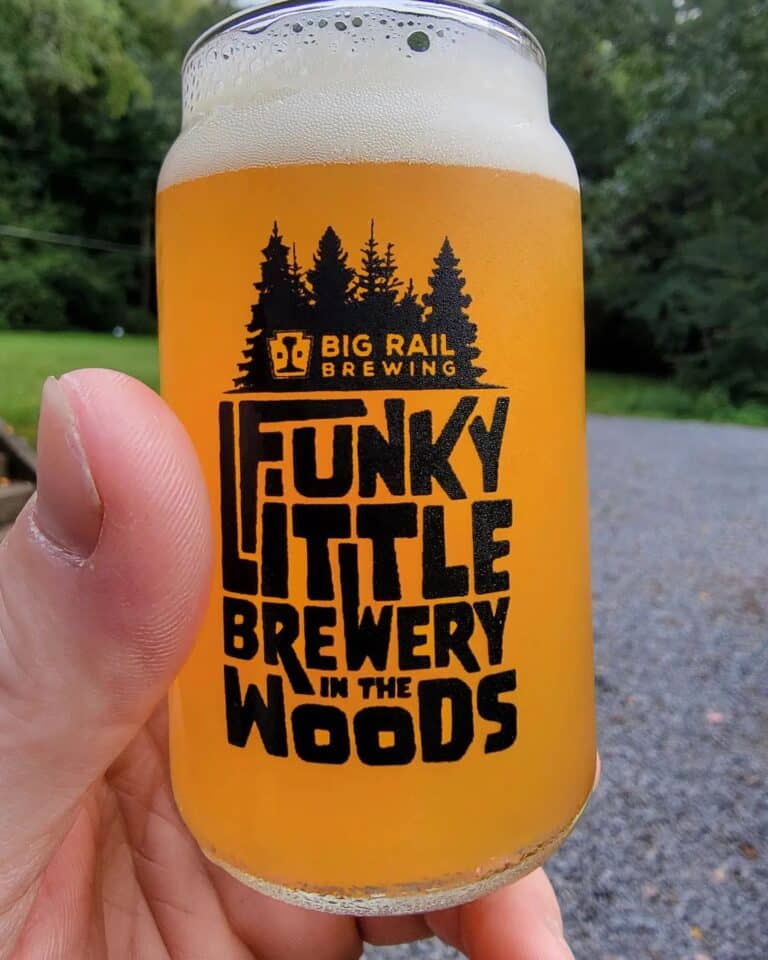 BIG RAIL
BREWING
FUNKY
LITTLE
BREWERY
IN THE
WOODS